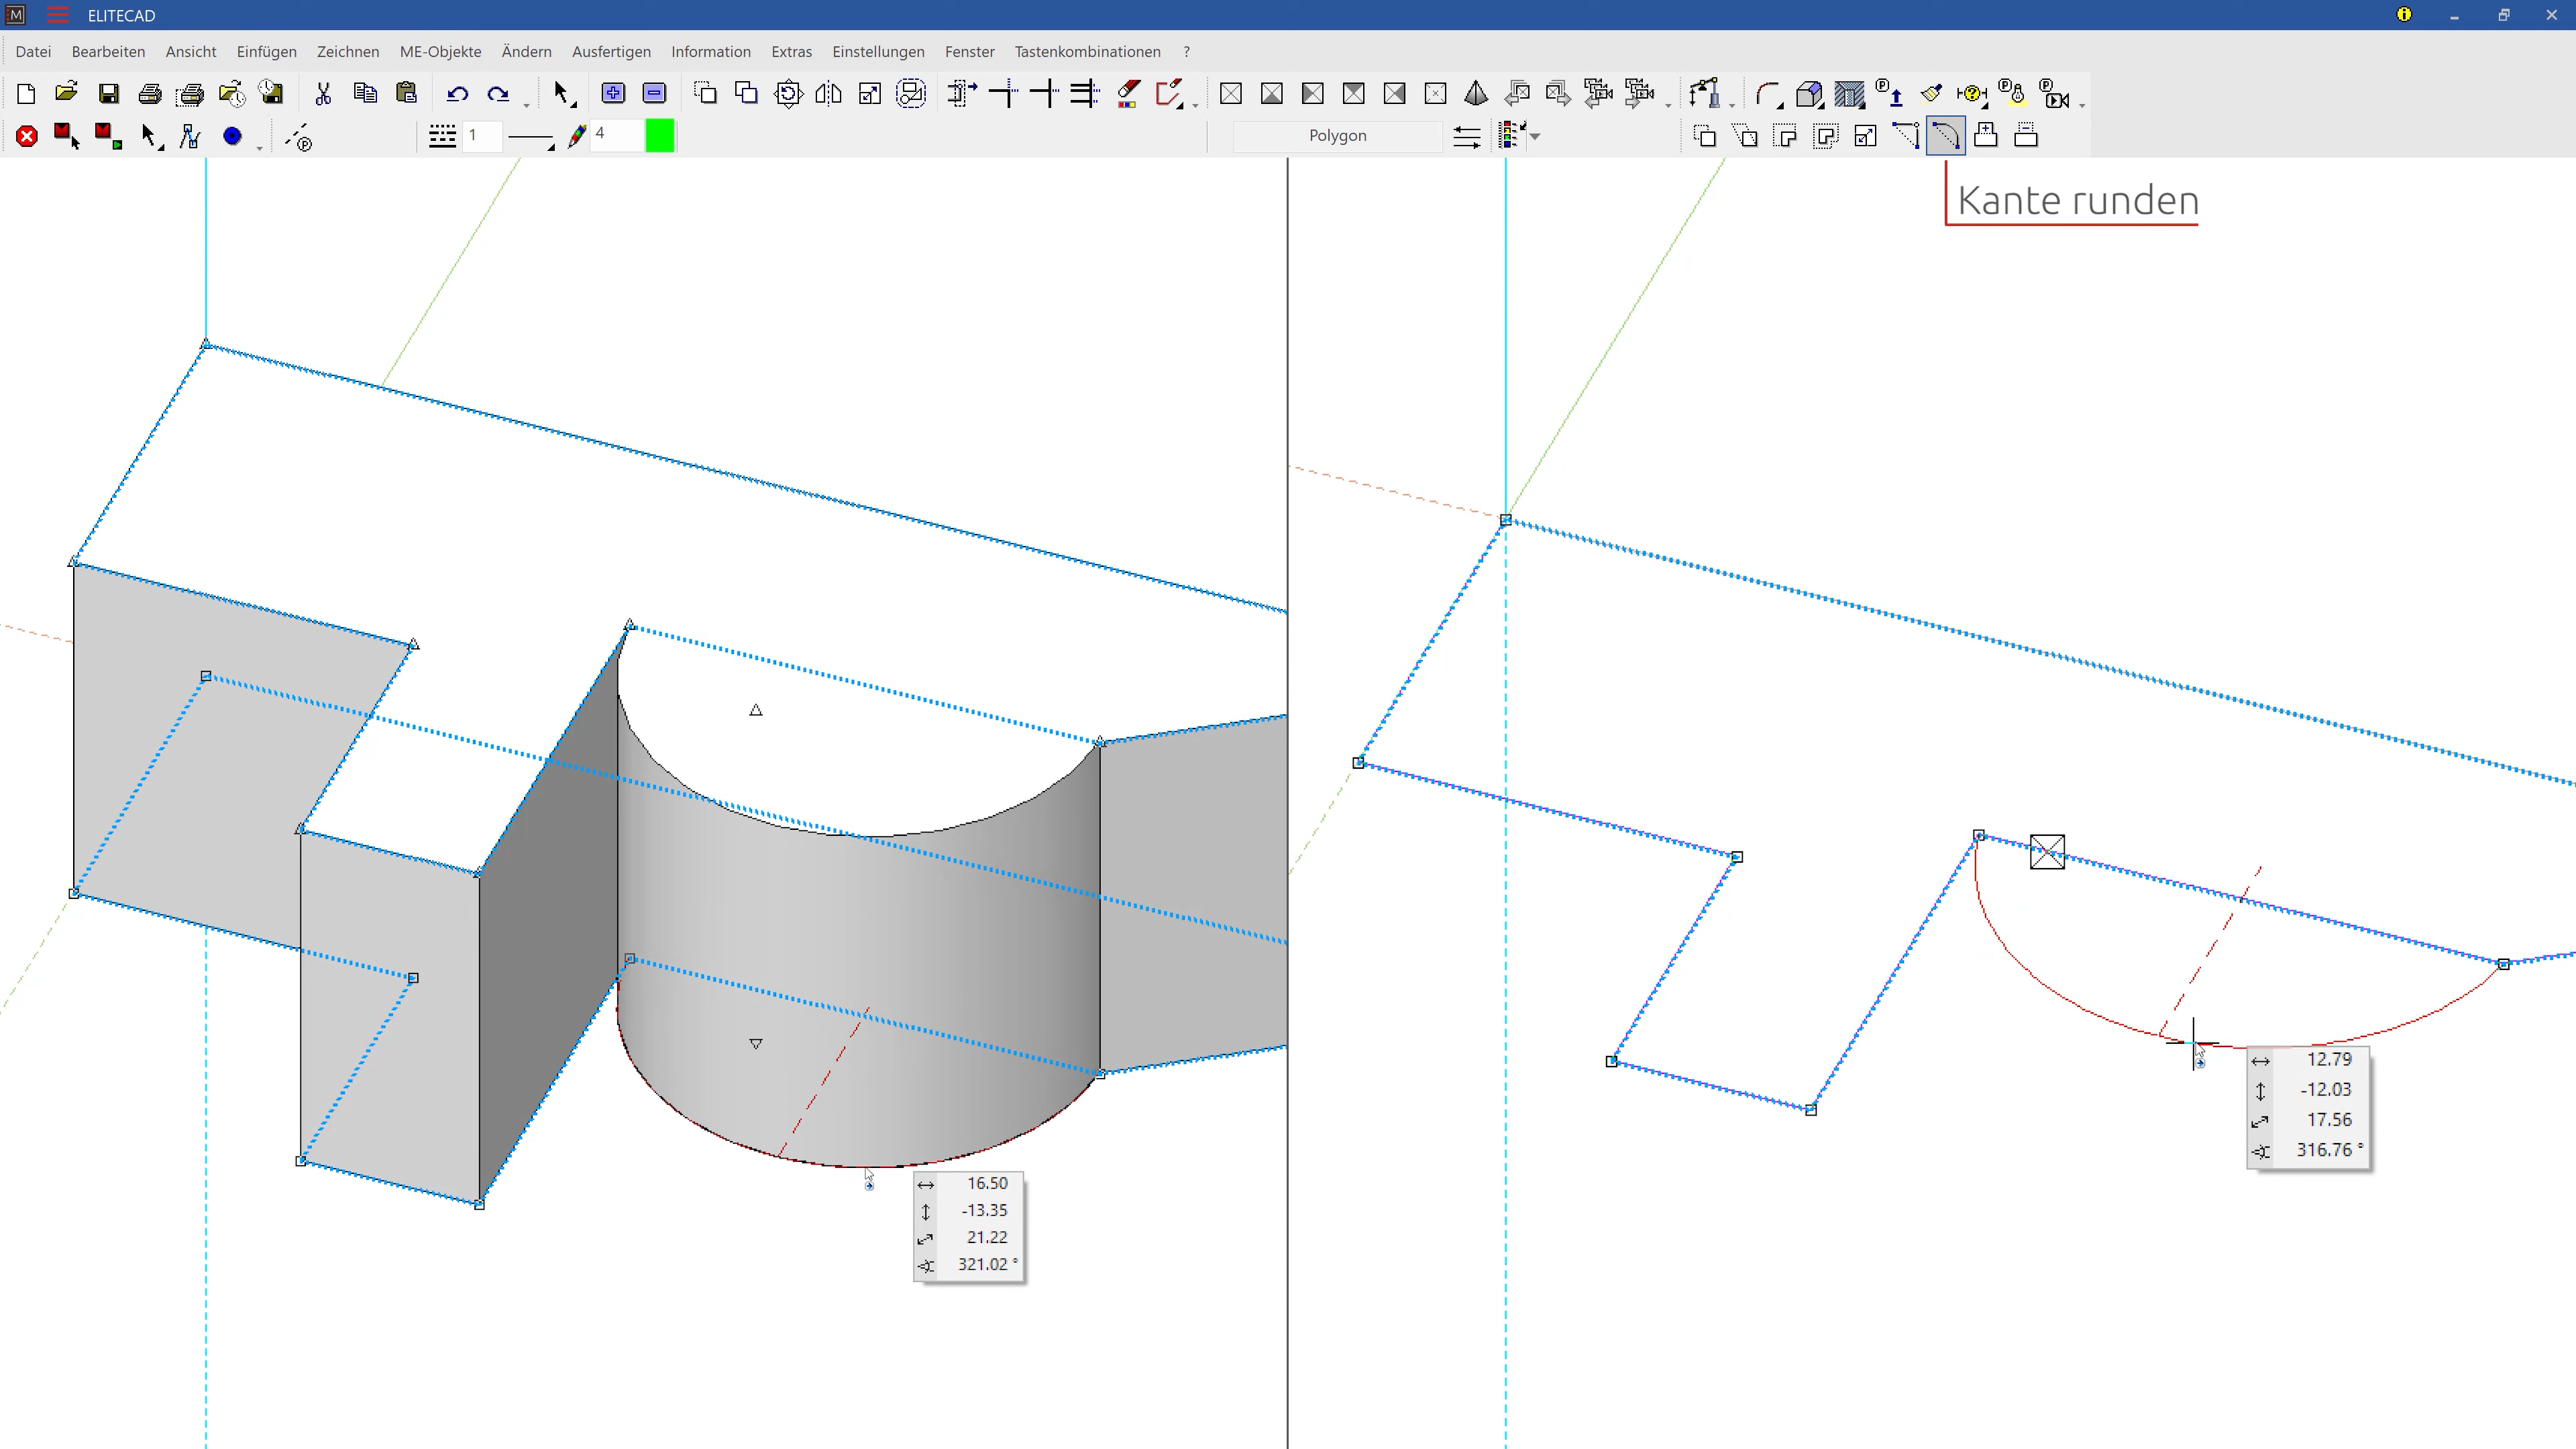 M ELITECAD
Datei Bearbeiten Ansicht Einfügen Zeichnen ME-Objekte Ändern Ausfertigen Information Extras Einstellungen Fenster Tastenkombinationen ?
1 4 Polygon
Kante runden
16.50
-13.35
21.22
321.02 °
12.79
-12.03
17.56
316.76 °